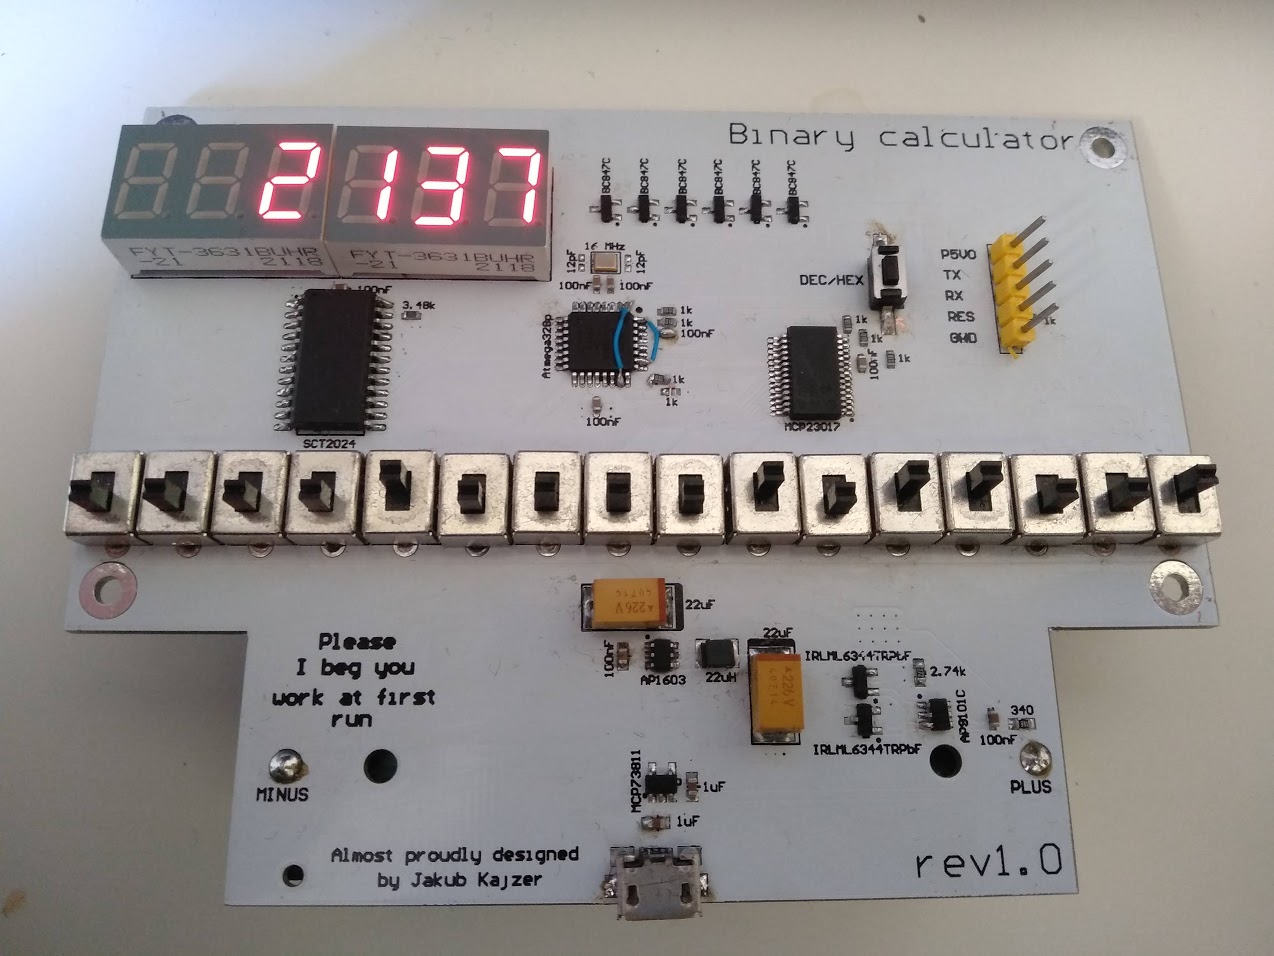 Binary calculator
2137
FYT-3631BUHR
-21 2118
FYT-3631BUHR
-21 2118
BC847C
BC847C
BC847C
BC847C
BC847C
BC847C
16 MHz
12pF
12pF
100nF
100nF
100nF
3.48k
Atmega328p
1k
1k
100nF
1k
1k
100nF
DEC/HEX
P5V0
TX
RX
RES
GND
1k
1k
1k
1k
100nF
MCP23017
SCT2024
226V
22uF
100nF
AP1603
22uH
22uF
226V
IRLML6344TRPbF
IRLML6344TRPbF
2.74k
AP9101C
100nF
340
Please
I beg you
work at first
run
MINUS
PLUS
MCP73811
1uF
1uF
Almost proudly designed
by Jakub Kajzer
rev1.0